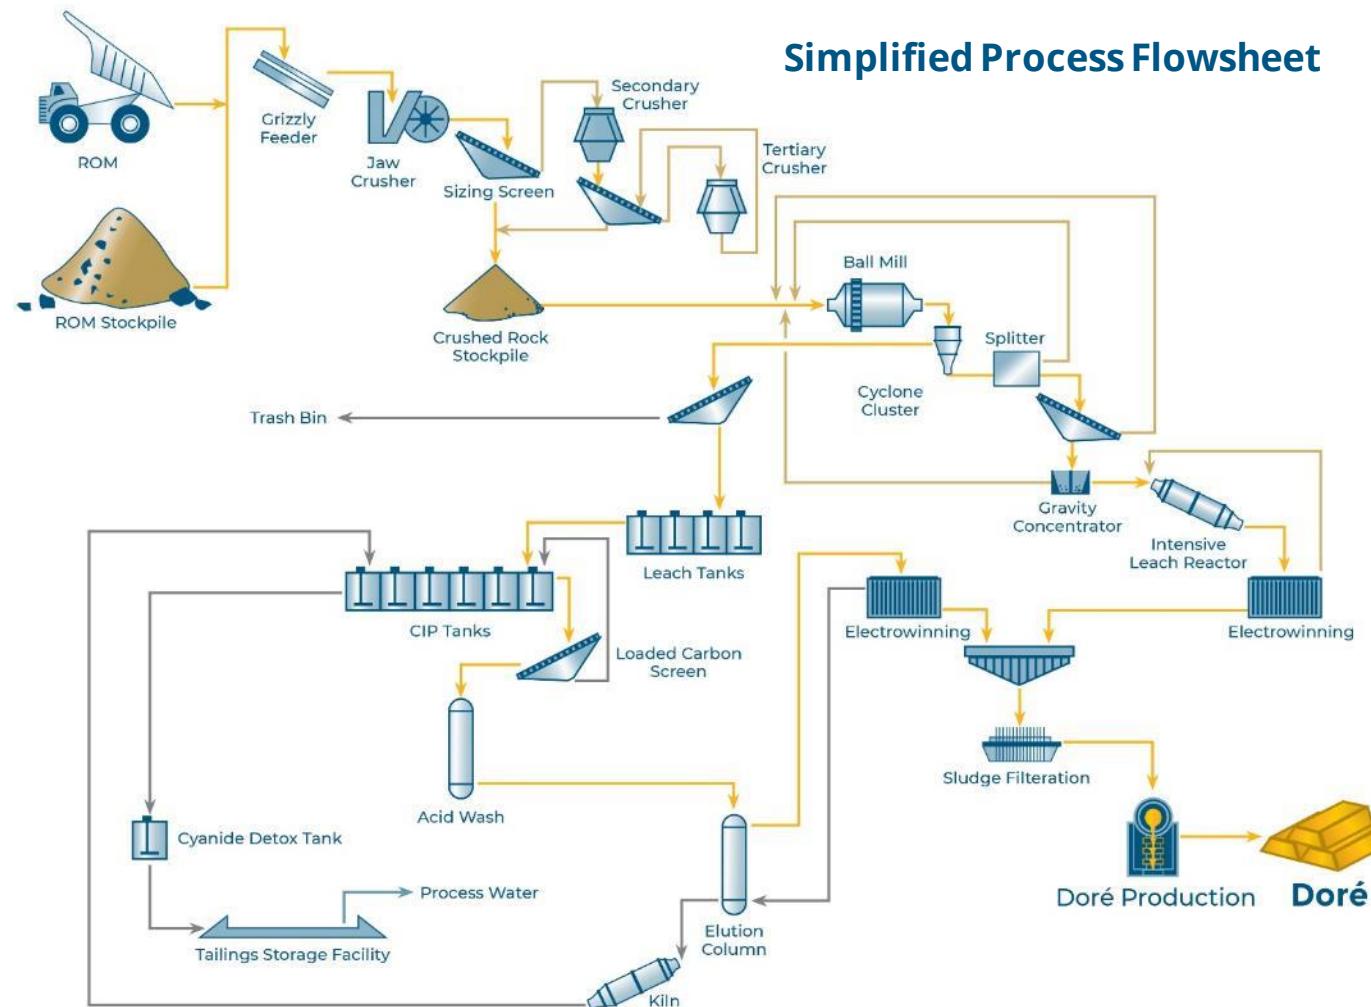 Simplified Process Flowsheet
Secondary
Crusher
Grizzly
Feeder
ROM
Jaw
Crusher
Sizing Screen
Tertiary
Crusher
ROM Stockpile
Crushed Rock
Stockpile
Ball Mill
Splitter
Cyclone
Cluster
Trash Bin
Gravity
Concentrator
Intensive
Leach Reactor
Leach Tanks
CIP Tanks
Loaded Carbon
Screen
Electrowinning
Electrowinning
Acid Wash
Sludge Filteration
Cyanide Detox Tank
Process Water
Tailings Storage Facility
Elution
Column
Kiln
Doré Production
Doré